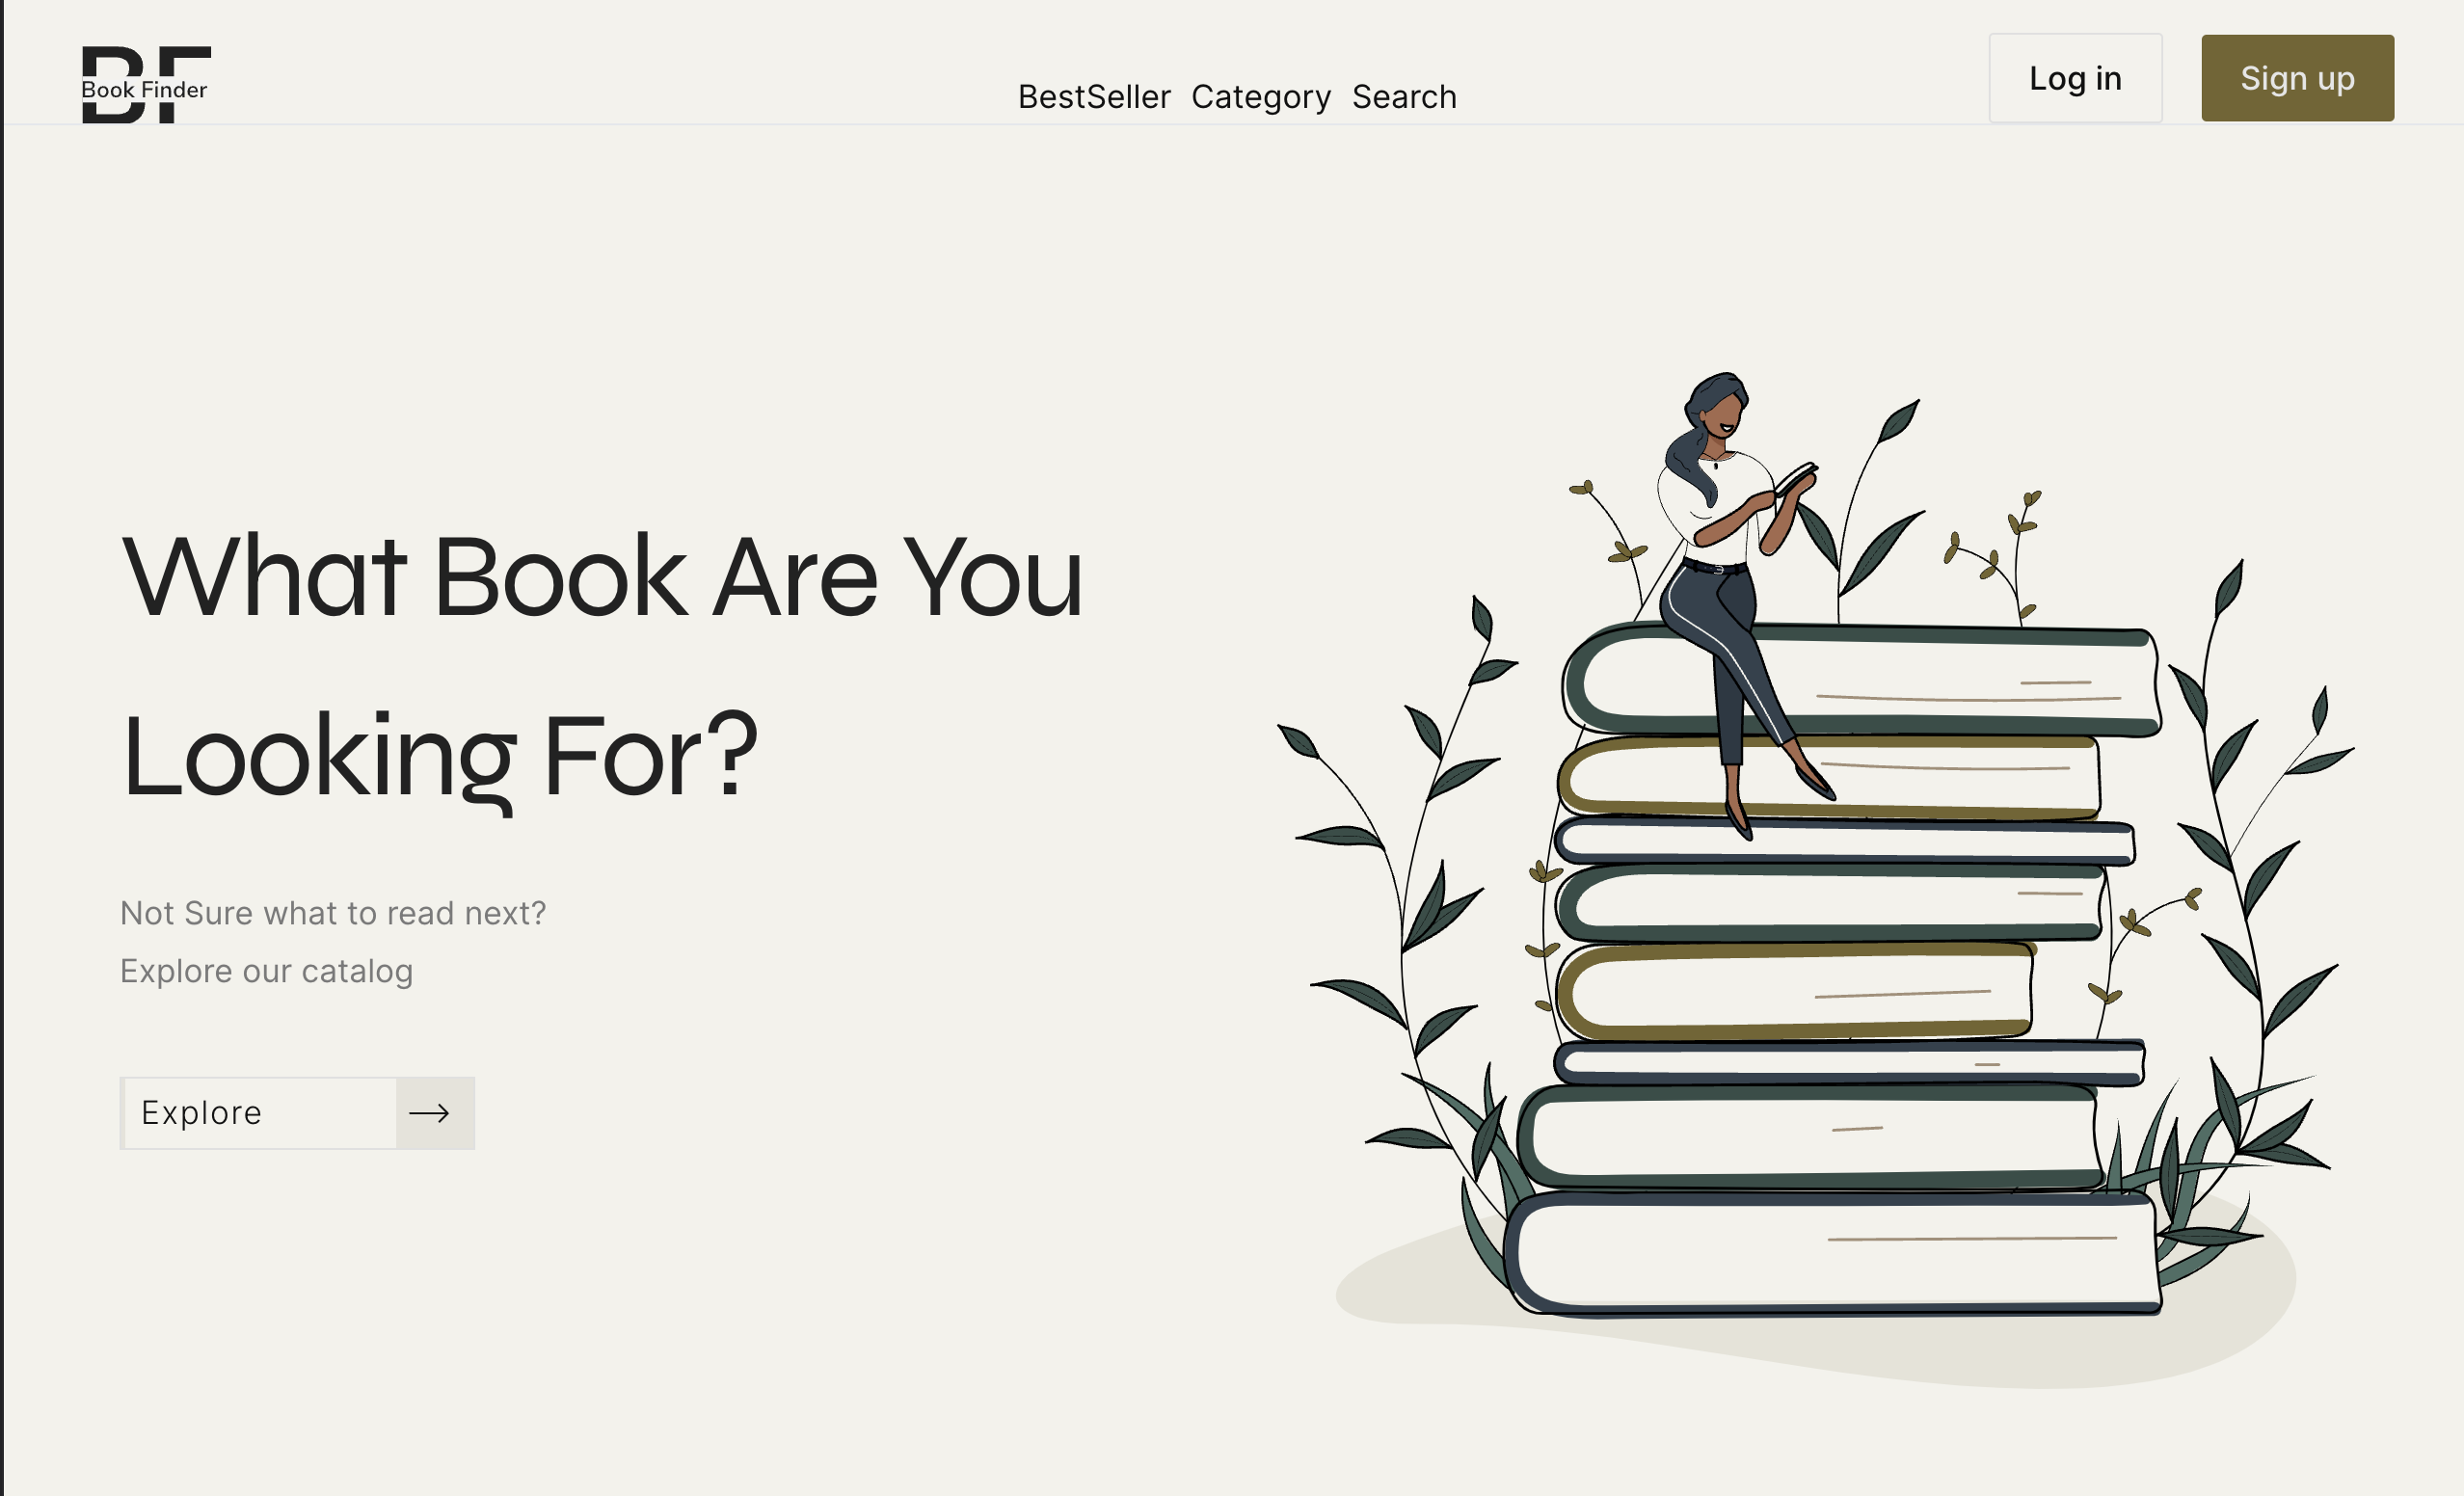 BF
Book Finder
BestSeller Category Search
Log in
Sign up
What Book Are You
Looking For?
Not Sure what to read next?
Explore our catalog
Explore